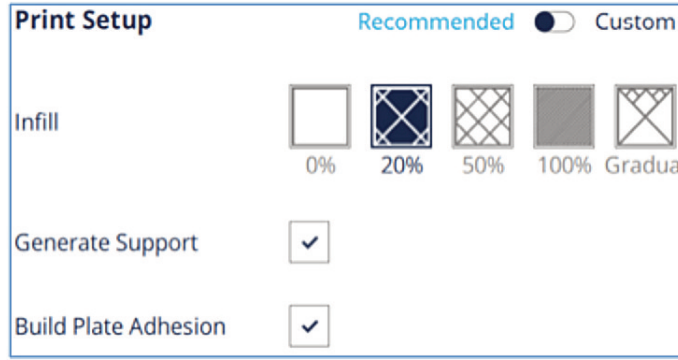 Print Setup Recommended Custom
Infill
0% 20% 50% 100% Gradua
Generate Support
Build Plate Adhesion